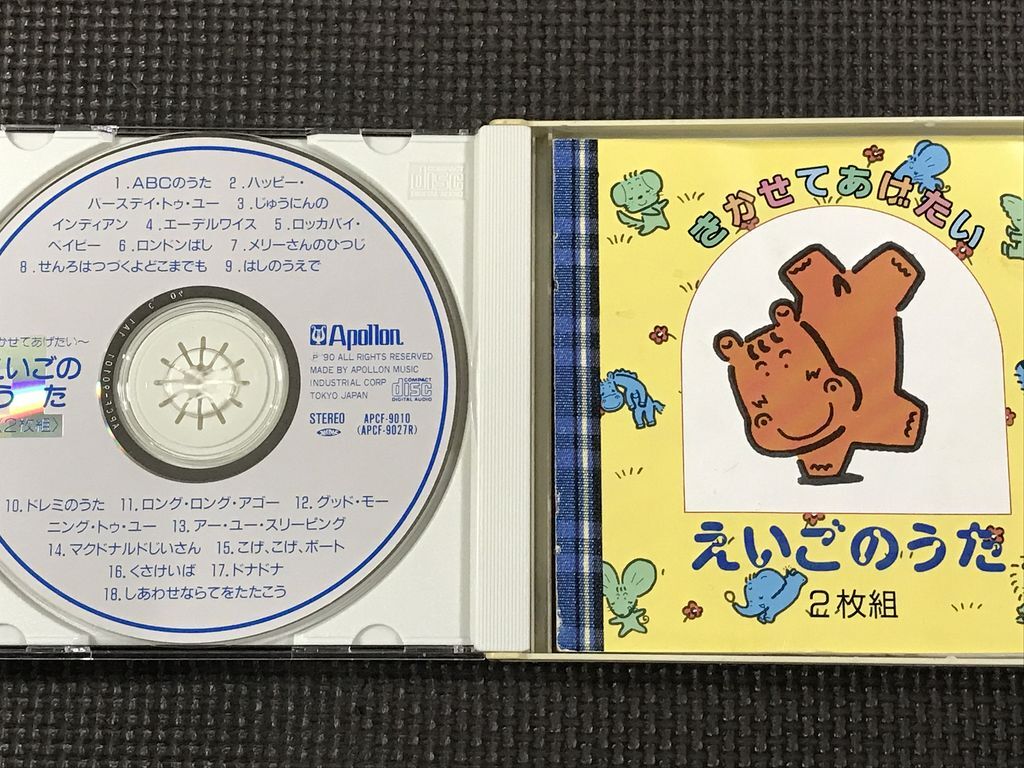 1.ABCのうた 2.ハッピー・
バースデイ・トゥ・ユー 3.じゅうにんの
インディアン 4.エーデルワイス 5.ロッカバイ・
ベイビー 6.ロンドンばし 7.メリーさんのひつじ
8.せんろはつづくよどこまでも 9.はしのうえで
かせてあげたい～
えいごの
うた
〈2枚組〉
Apollon
℗'90 ALL RIGHTS RESERVED
MADE BY APOLLON MUSIC
INDUSTRIAL CORP
TOKYO JAPAN
COMPACT
disc
DIGITAL AUDIO
STEREO
APCF-9010
(APCF-9027R)
10.ドレミのうた 11.ロング・ロング・アゴー 12.グッド・モー
ニング・トゥ・ユー 13.アー・ユー・スリーピング
14.マクドナルドじいさん 15.こげ、こげ、ボート
16.くさけいば 17.ドナドナ
18.しあわせならてをたたこう
disc
きかせてあげたい
えいごのうた
2枚組